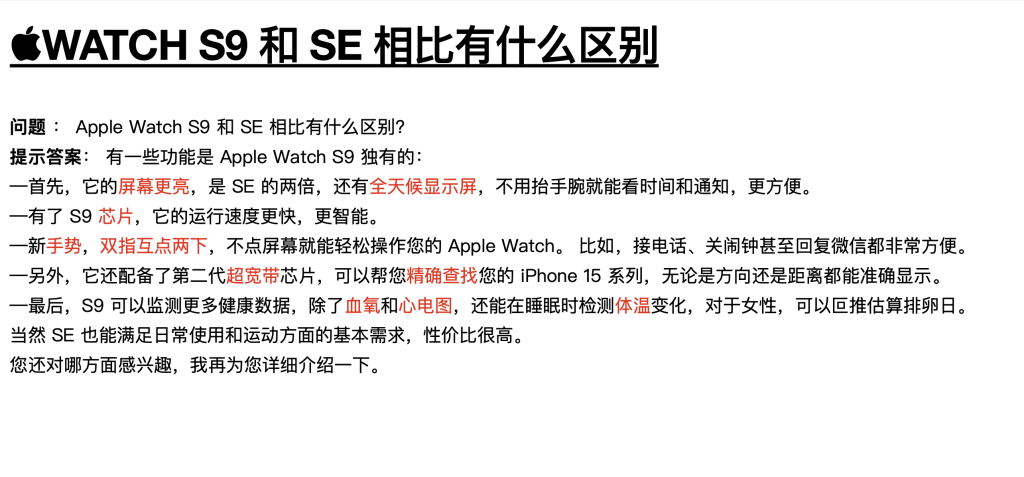 WATCH S9 和 SE 相比有什么区别
问题： Apple Watch S9 和 SE 相比有什么区别?
提示答案： 有一些功能是 Apple Watch S9 独有的：
—首先，它的屏幕更亮，是 SE 的两倍，还有全天候显示屏，不用抬手腕就能看时间和通知，更方便。
—有了 S9 芯片，它的运行速度更快，更智能。
—新手势，双指互点两下，不点屏幕就能轻松操作您的 Apple Watch。 比如，接电话、关闹钟甚至回复微信都非常方便。
—另外，它还配备了第二代超宽带芯片，可以帮您精确查找您的 iPhone 15 系列，无论是方向还是距离都能准确显示。
—最后，S9 可以监测更多健康数据，除了血氧和心电图，还能在睡眠时检测体温变化，对于女性，可以叵推估算排卵日。
当然 SE 也能满足日常使用和运动方面的基本需求，性价比很高。
您还对哪方面感兴趣，我再为您详细介绍一下。